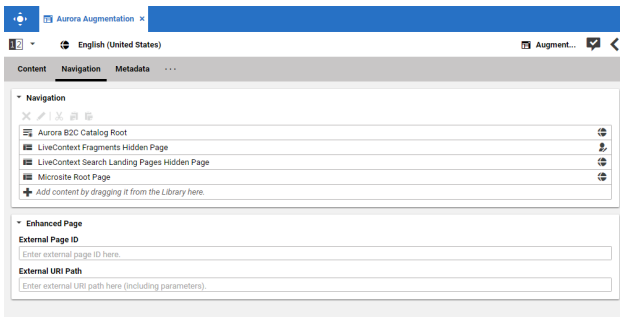 Aurora Augmentation ×
12 English (United States) Augment...
Content Navigation Metadata ···
Navigation
Aurora B2C Catalog Root
LiveContext Fragments Hidden Page
LiveContext Search Landing Pages Hidden Page
Microsite Root Page
Add content by dragging it from the Library here.
Enhanced Page
External Page ID
Enter external page ID here.
External URI Path
Enter external URI path here (including parameters).